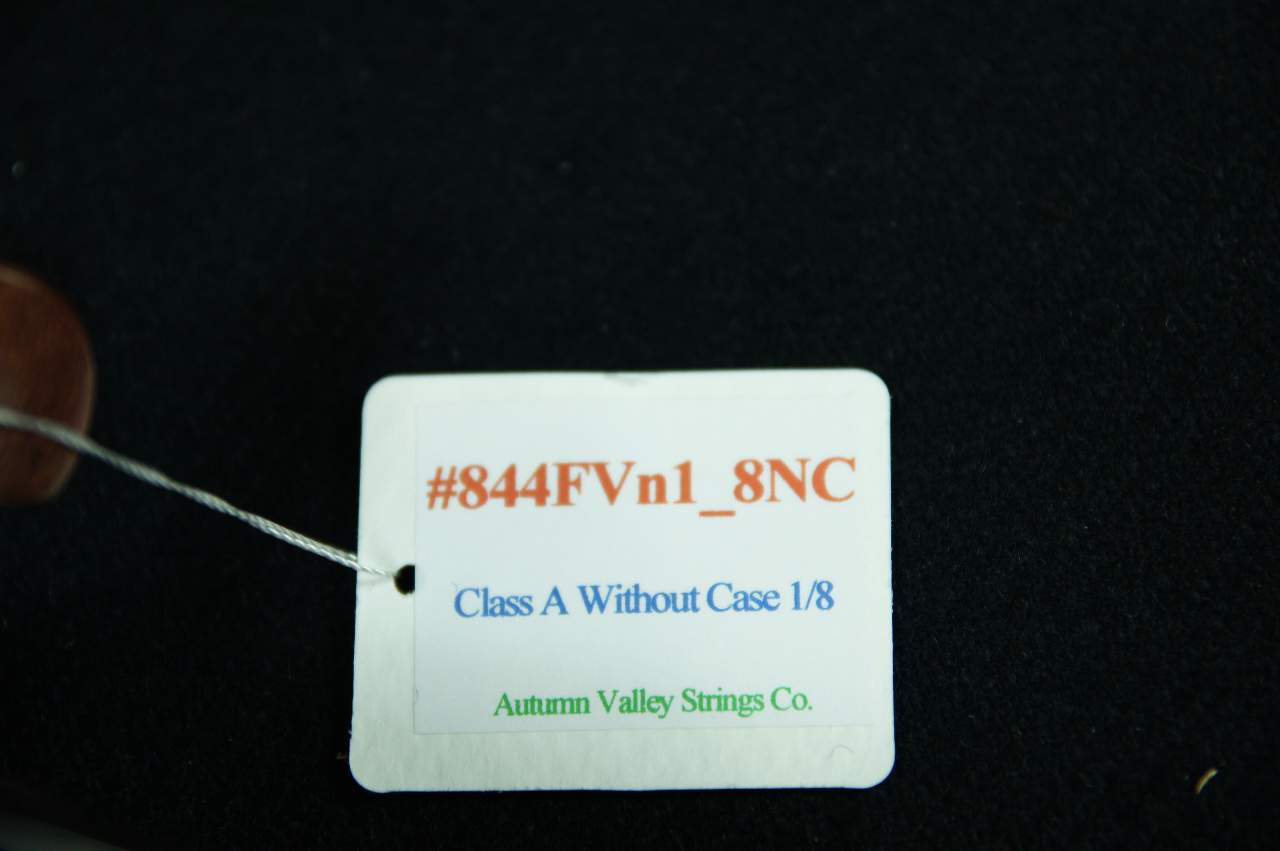 #844FVn1_8NC
Class A Without Case 1/8
Autumn Valley Strings Co.